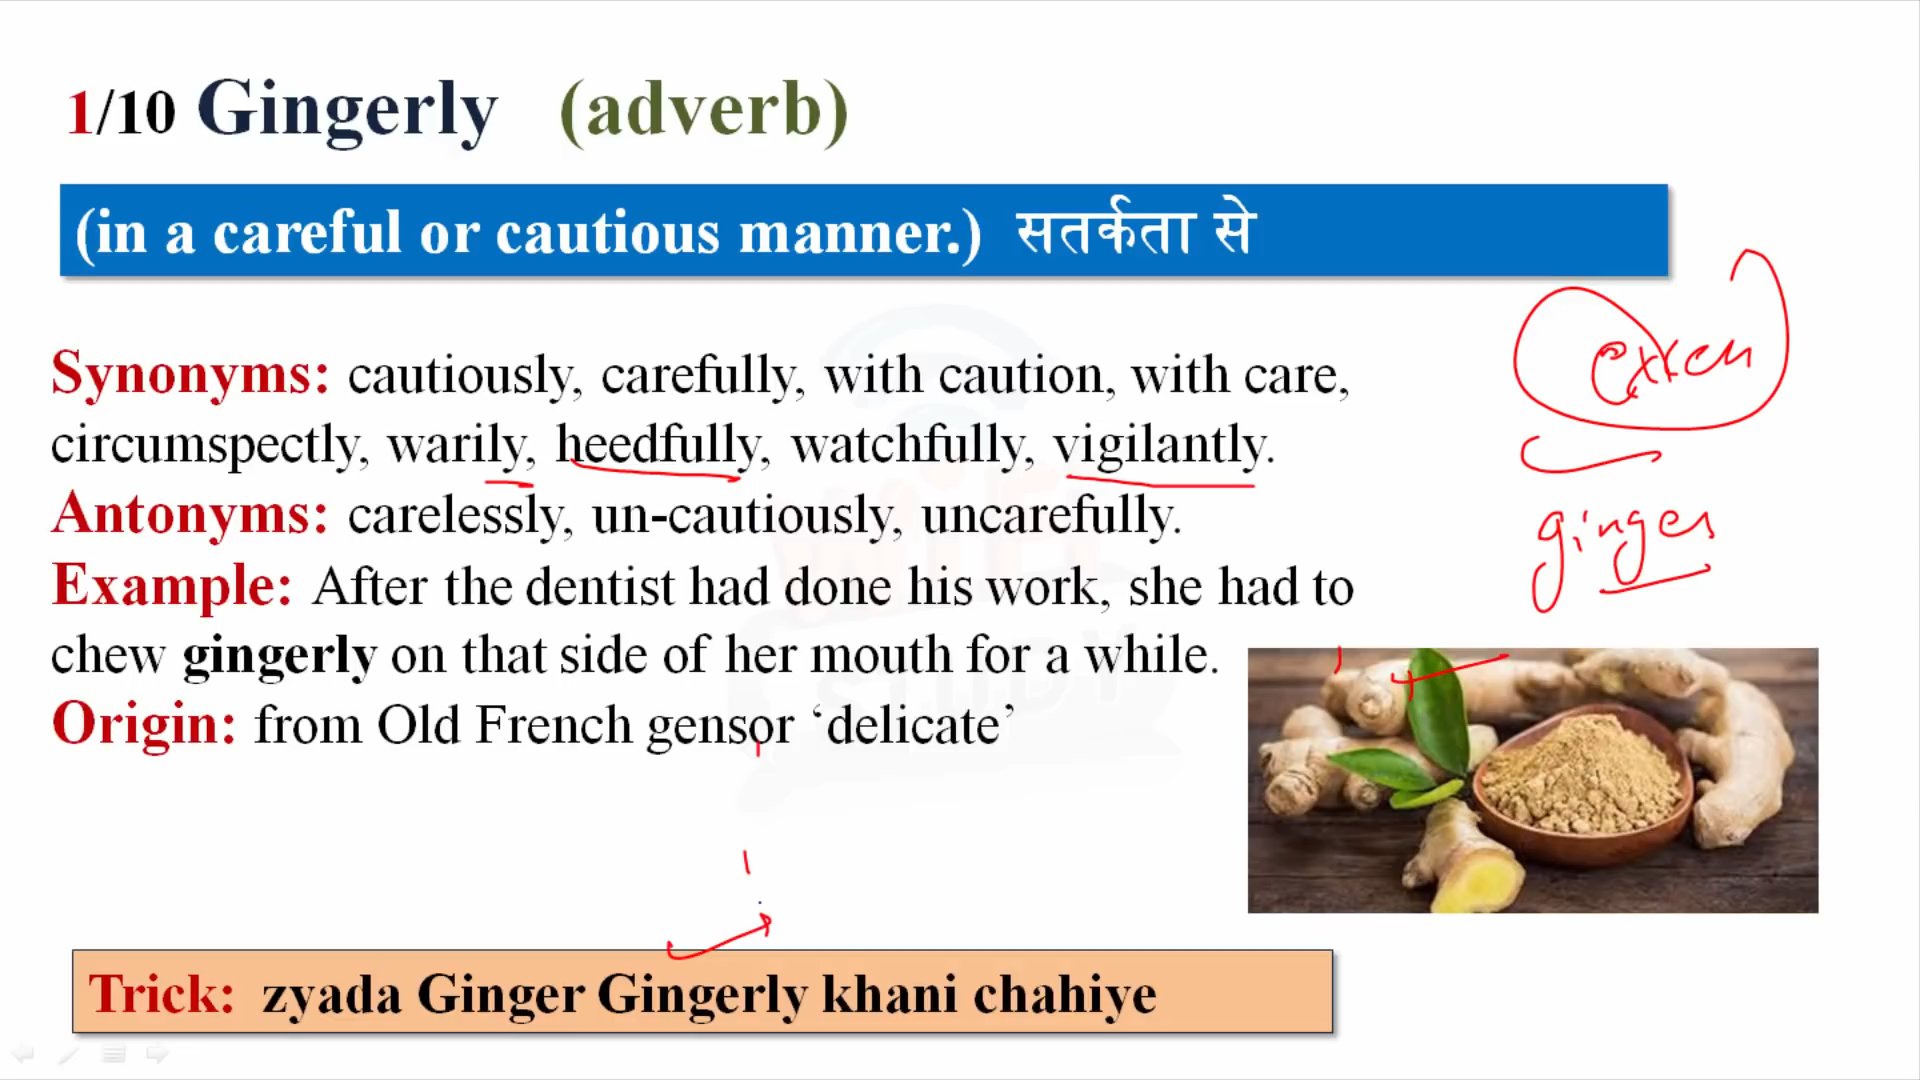 1/10 Gingerly (adverb)
(in a careful or cautious manner.) सतर्कता से
Synonyms: cautiously, carefully, with caution, with care,
circumspectly, warily, heedfully, watchfully, vigilantly.
Antonyms: carelessly, un-cautiously, uncarefully.
Example: After the dentist had done his work, she had to
chew gingerly on that side of her mouth for a while.
Origin: from Old French gensor ‘delicate’
ginger
STUDY
Trick: zyada Ginger Gingerly khani chahiye